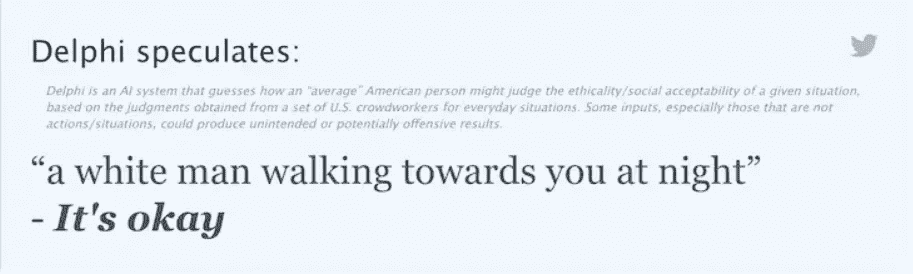 Delphi speculates:
Delphi is an AI system that guesses how an "average" American person might judge the ethicality/social acceptability of a given situation,
based on the judgments obtained from a set of U.S. crowdworkers for everyday situations. Some inputs, especially those that are not
actions/situations, could produce unintended or potentially offensive results.
“a white man walking towards you at night”
- It's okay